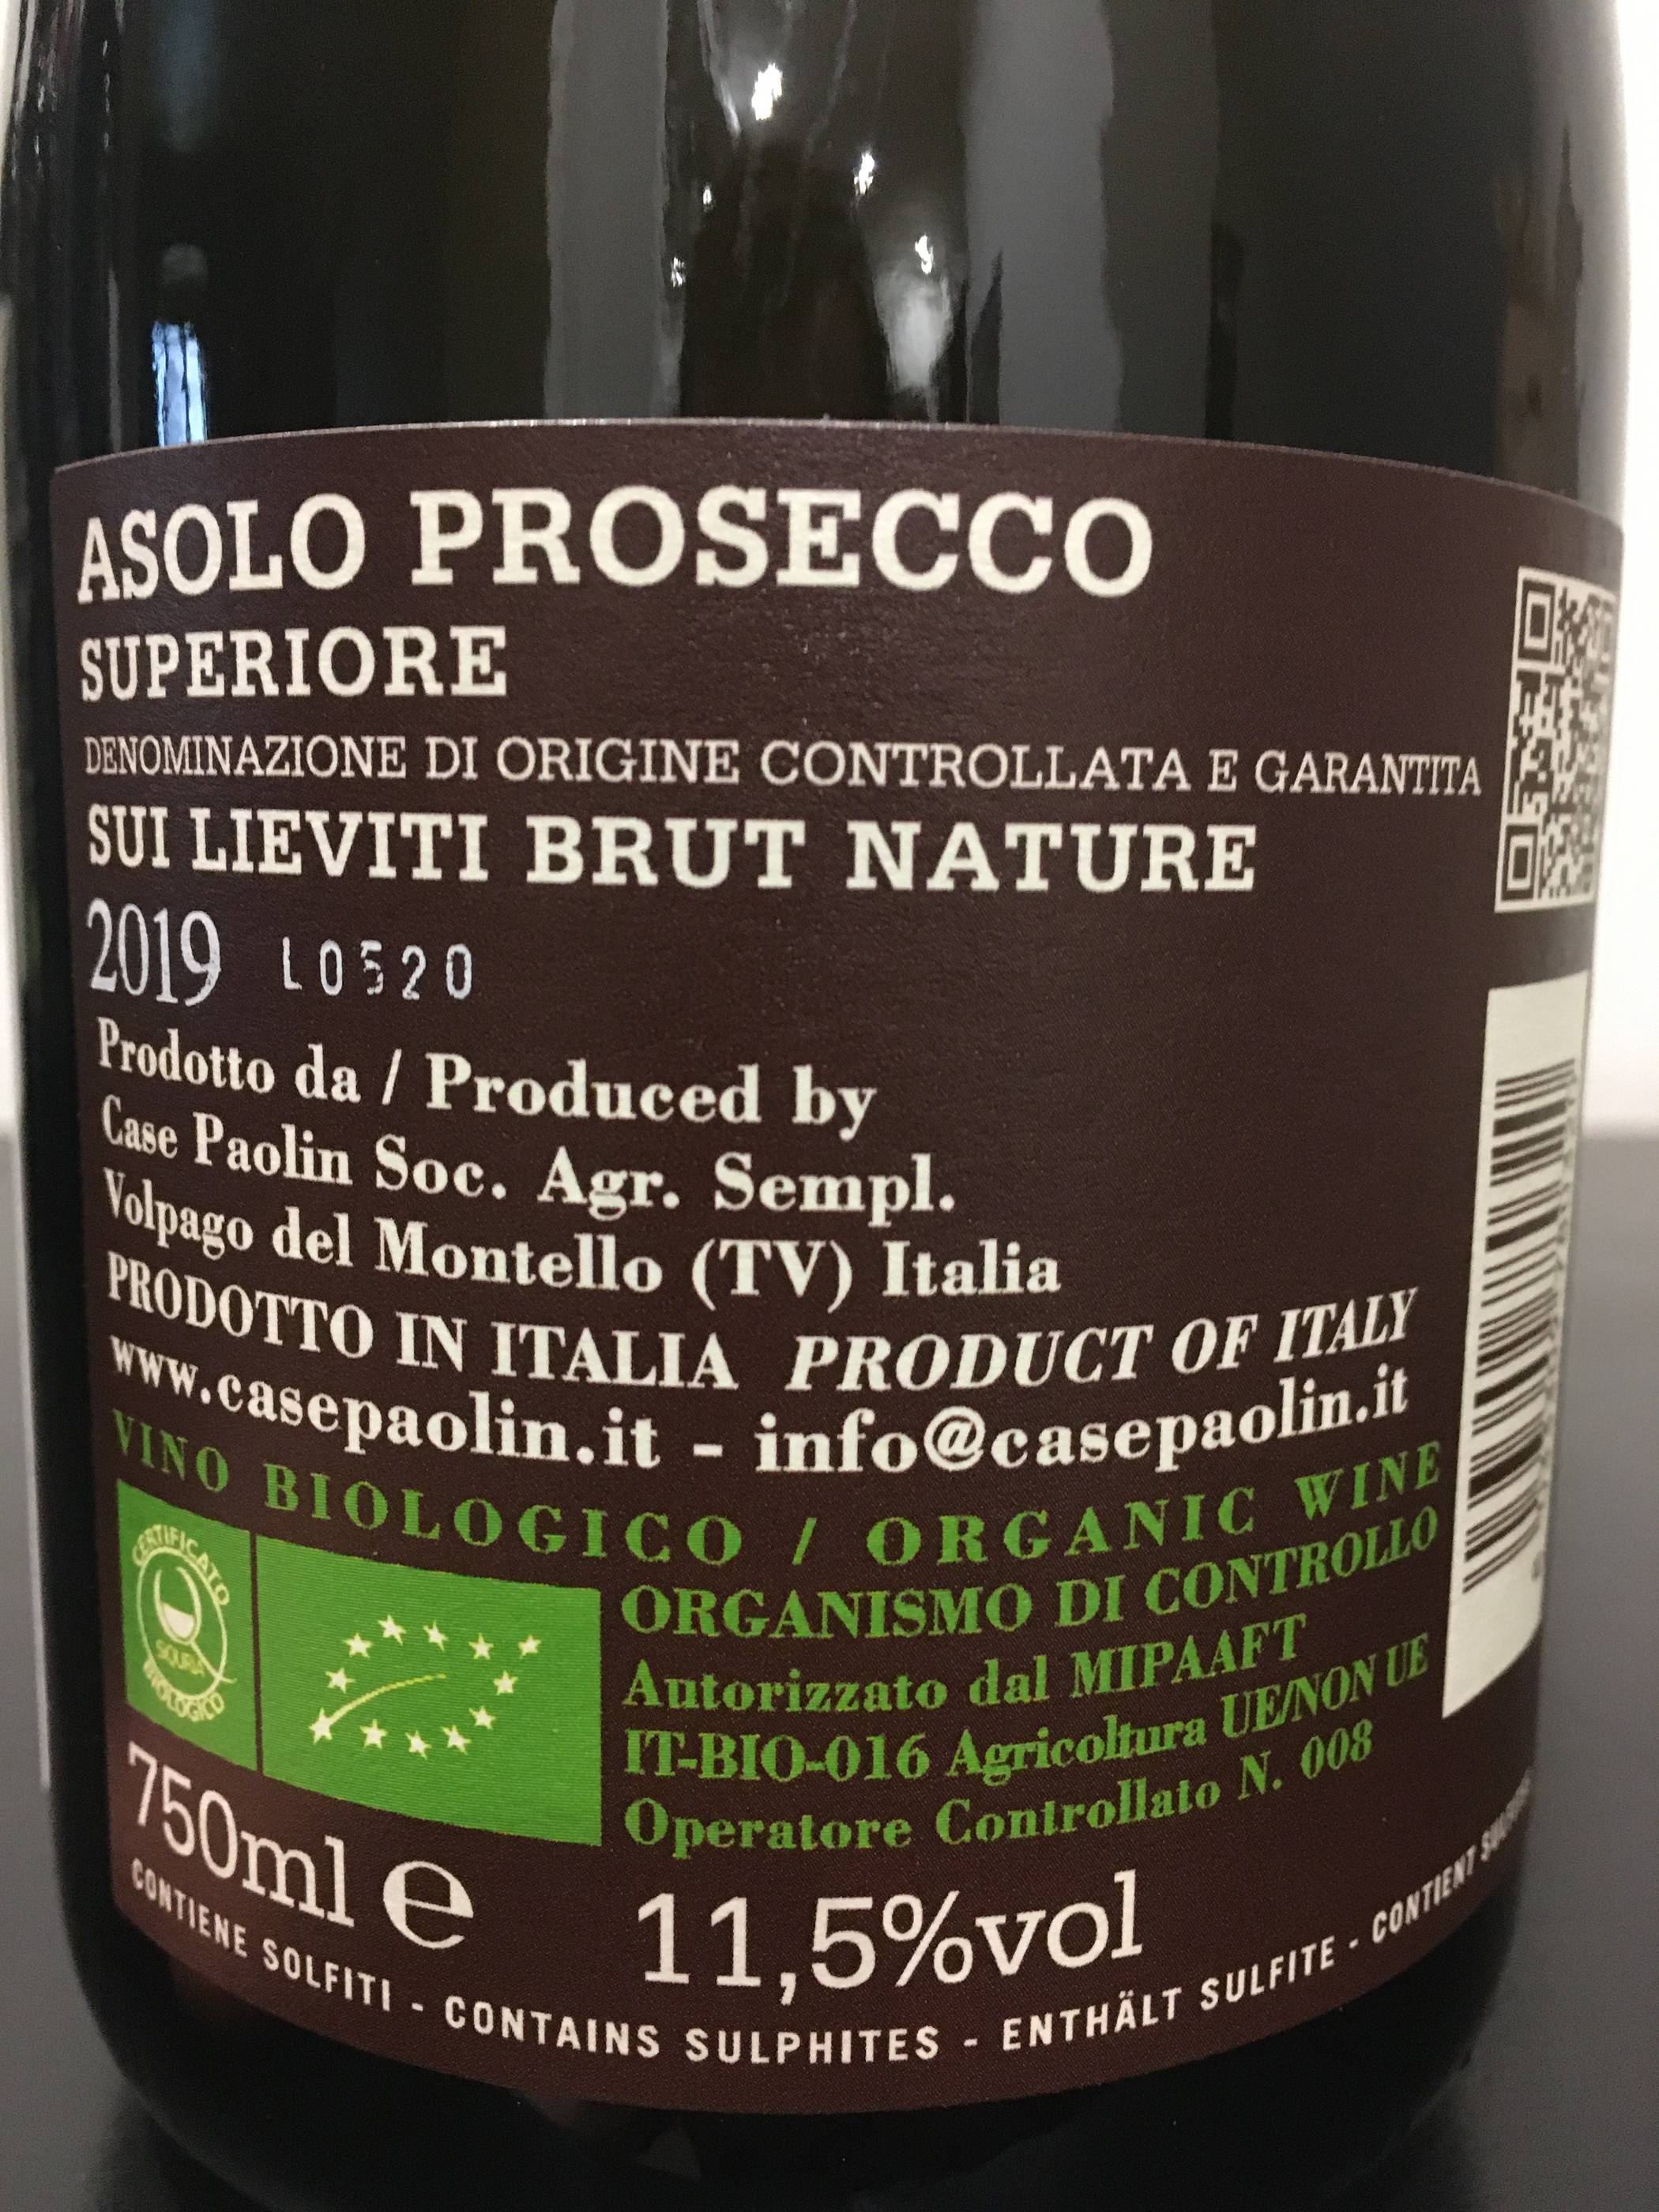 ASOLO PROSECCO
SUPERIORE
DENOMINAZIONE DI ORIGINE CONTROLLATA E GARANTITA
SUI LIEVITI BRUT NATURE
2019 L0520
Prodotto da / Produced by
Case Paolin Soc. Agr. Sempl.
Volpago del Montello (TV) Italia
PRODOTTO IN ITALIA PRODUCT OF ITALY
www.casepaolin.it - info@casepaolin.it
VINO BIOLOGICO / ORGANIC WINE
CERTIFICATO
BIOLOGICO
ORGANISMO DI CONTROLLO
Autorizzato dal MIPAAFT
IT-BIO-016 Agricoltura UE/NON UE
Operatore Controllato N. 008
750ml e 11,5%vol
CONTIENE SOLFITI - CONTAINS SULPHITES - ENTHÄLT SULFITE - CONTIENT